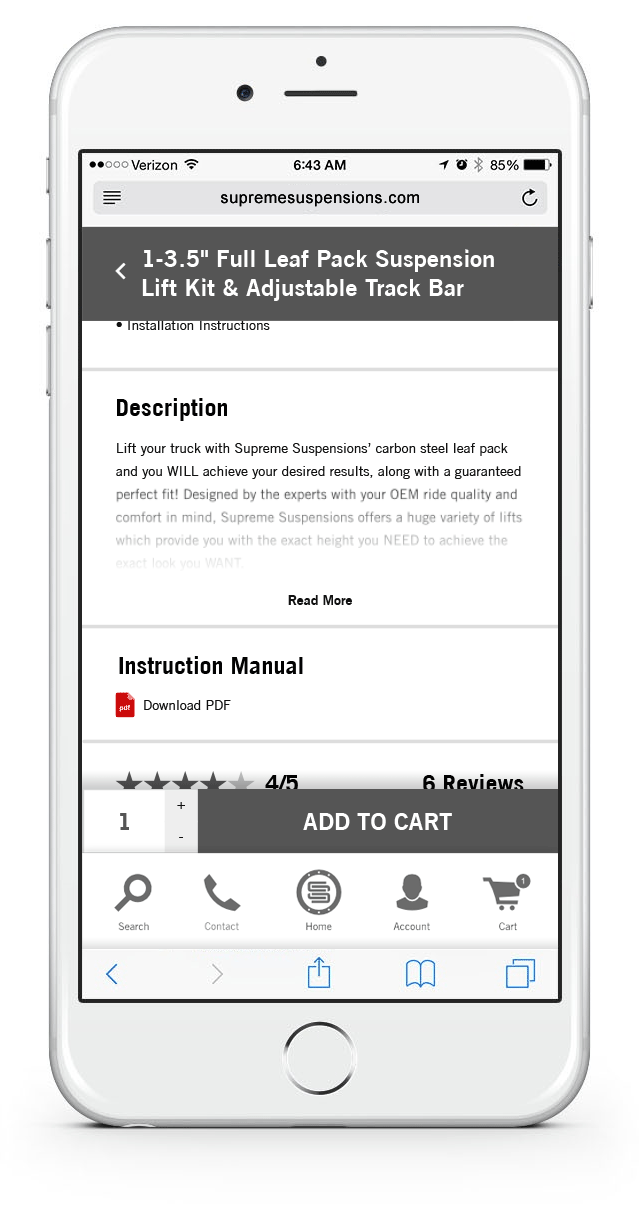 Verizon 6:43 AM 85%
supremesuspensions.com
1-3.5" Full Leaf Pack Suspension
Lift Kit & Adjustable Track Bar
• Installation Instructions
Description
Lift your truck with Supreme Suspensions’ carbon steel leaf pack
and you WILL achieve your desired results, along with a guaranteed
perfect fit! Designed by the experts with your OEM ride quality and
comfort in mind, Supreme Suspensions offers a huge variety of lifts
which provide you with the exact height you NEED to achieve the
exact look you WANT.
Read More
Instruction Manual
pdf Download PDF
4/5 6 Reviews
1 + - ADD TO CART
1
Search Contact Home Account Cart